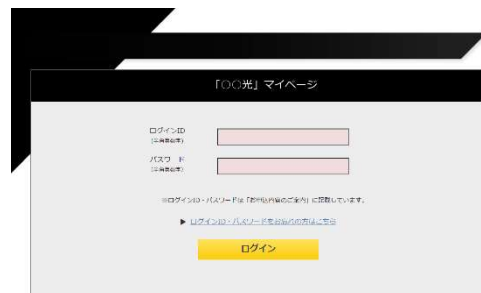 「○○光」マイページ
ログインID
(半角英数字)
パスワード
(半角英数字)
※ログインID・パスワードは「お申込内容のご案内」に記載しています。
▶ ログインID・パスワードをお忘れの方はこちら
ログイン